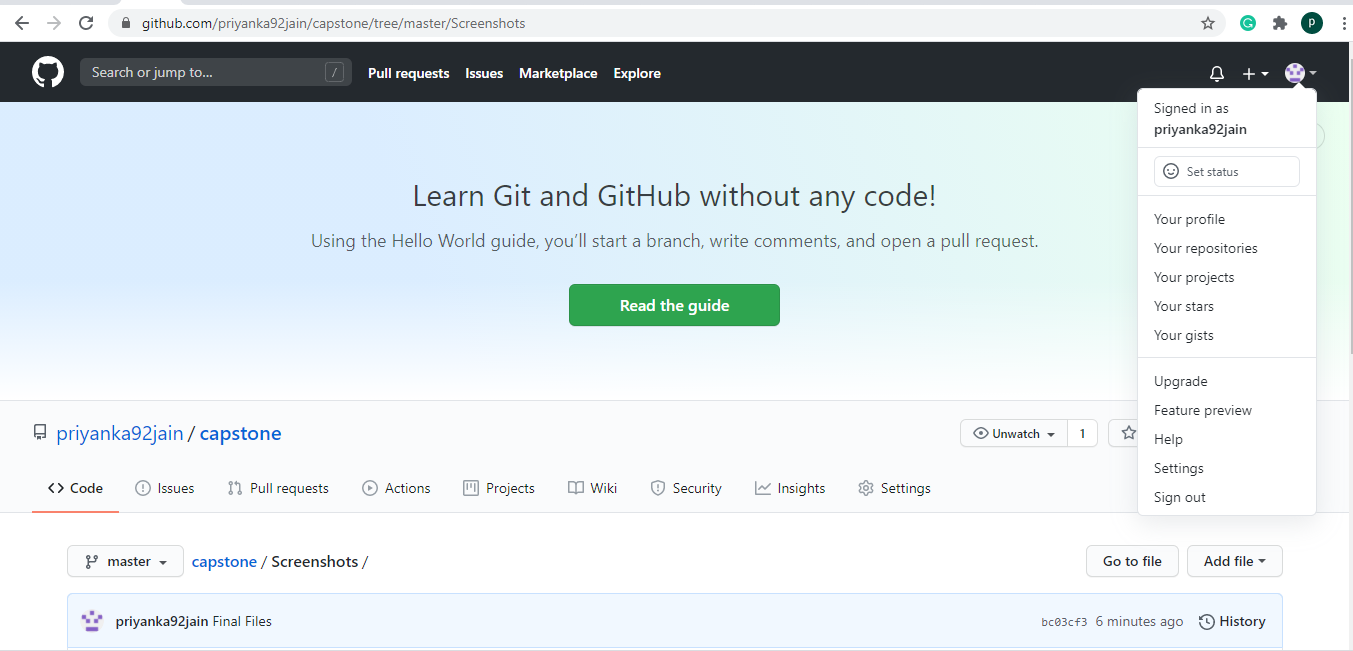 github.com/priyanka92jain/capstone/tree/master/Screenshots
P
Search or jump to... /
Pull requests Issues Marketplace Explore
Signed in as
priyanka92jain
Set status
Your profile
Your repositories
Your projects
Your stars
Your gists
Upgrade
Feature preview
Help
Settings
Sign out
Learn Git and GitHub without any code!
Using the Hello World guide, you’ll start a branch, write comments, and open a pull request.
Read the guide
priyanka92jain / capstone
Unwatch 1
Code Issues Pull requests Actions Projects Wiki Security Insights Settings
master capstone / Screenshots /
Go to file Add file
priyanka92jain Final Files
bc03cf3 6 minutes ago History